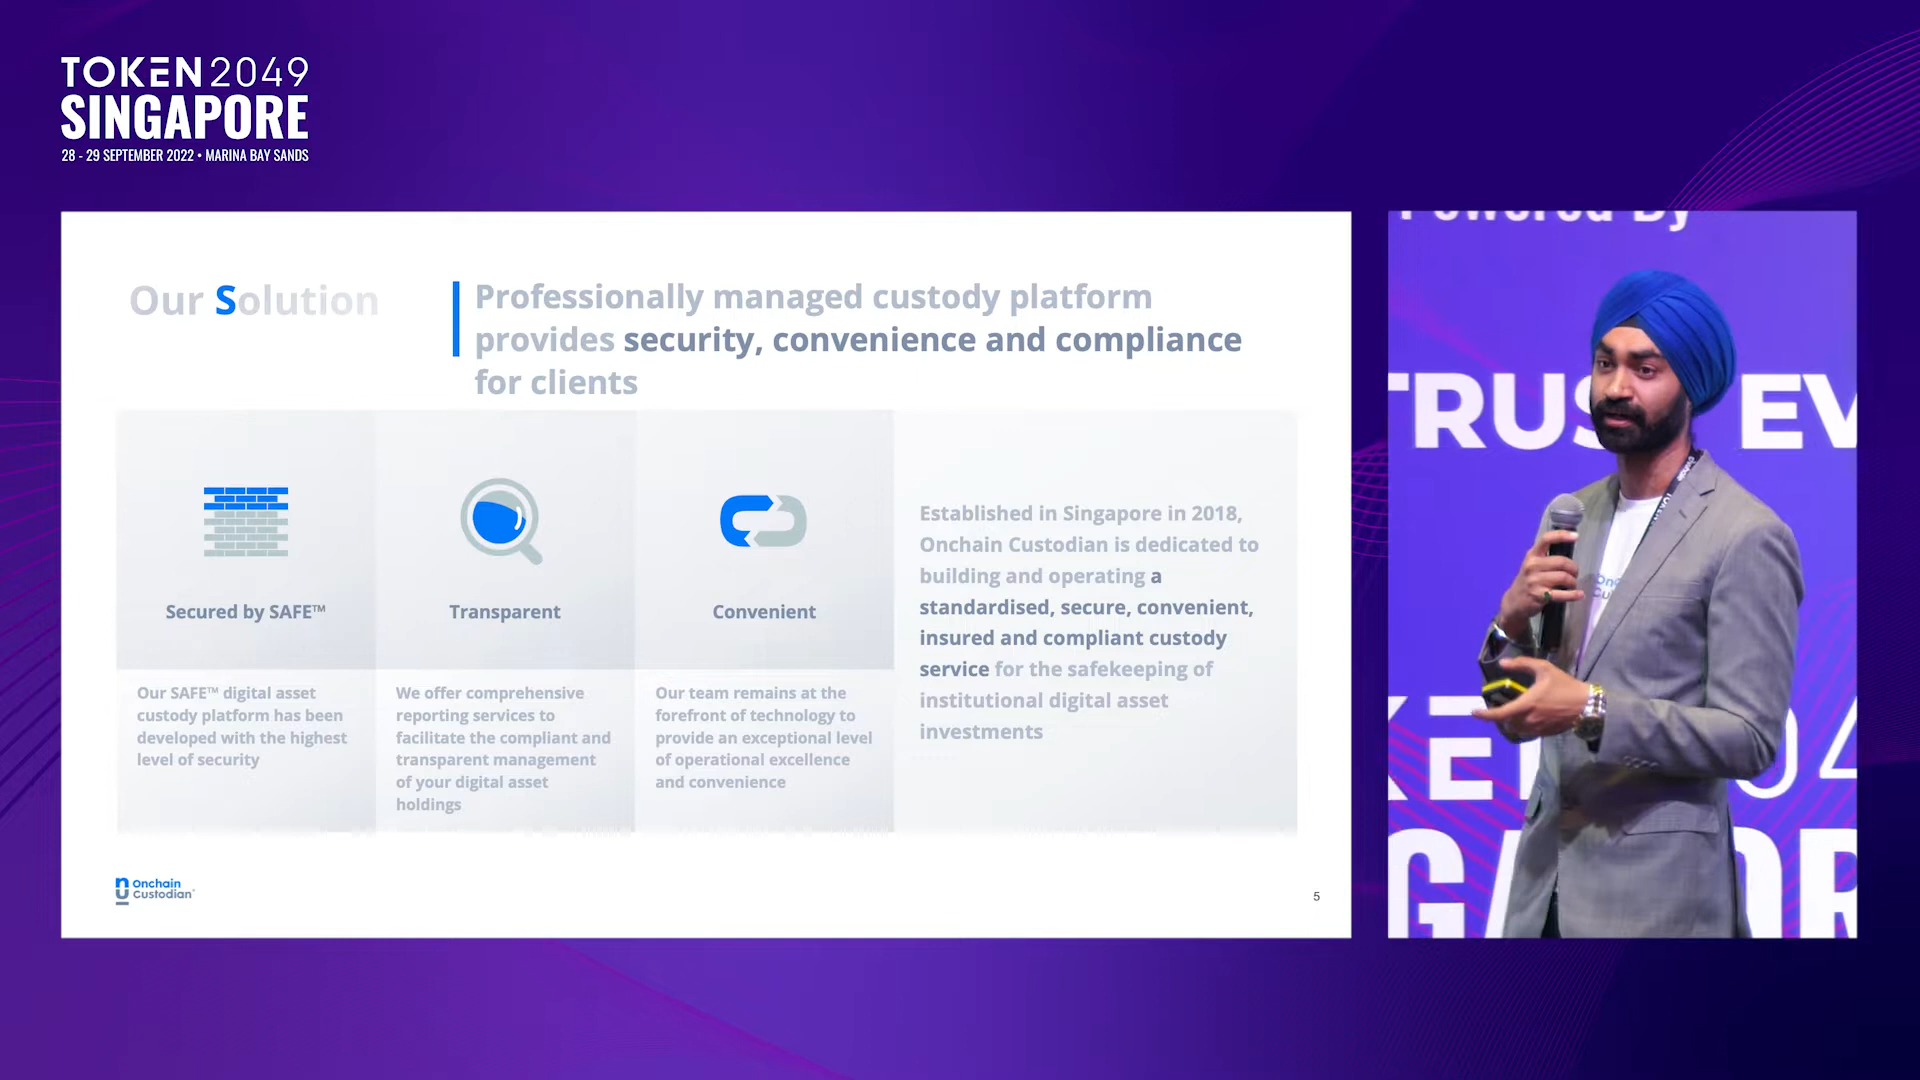 TOKEN2049
SINGAPORE
28 - 29 SEPTEMBER 2022 • MARINA BAY SANDS
Our Solution
Professionally managed custody platform
provides security, convenience and compliance
for clients
Secured by SAFE™
Transparent
Convenient
Our SAFE™ digital asset
custody platform has been
developed with the highest
level of security
We offer comprehensive
reporting services to
facilitate the compliant and
transparent management
of your digital asset
holdings
Our team remains at the
forefront of technology to
provide an exceptional level
of operational excellence
and convenience
Established in Singapore in 2018,
Onchain Custodian is dedicated to
building and operating a
standardised, secure, convenient,
insured and compliant custody
service for the safekeeping of
institutional digital asset
investments
Onchain
Custodian
5
Powered By
TRUST EV